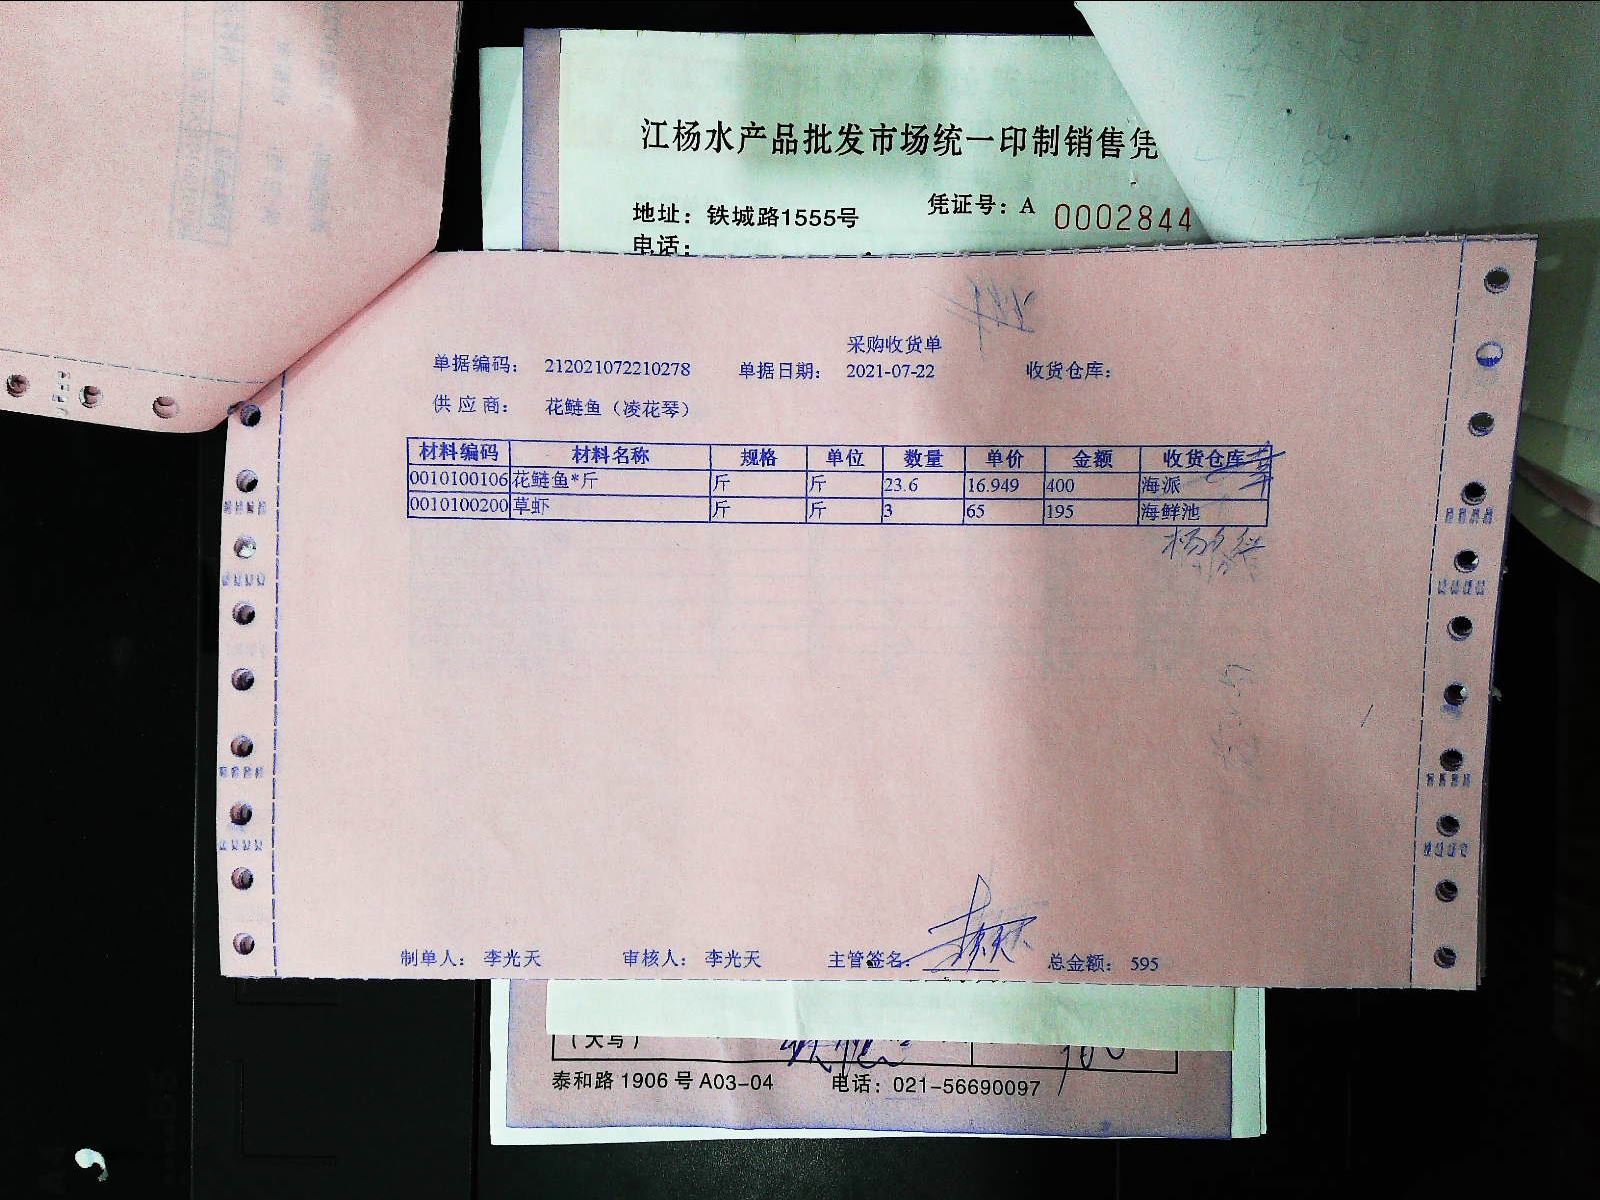 江杨水产品批发市场统一印制销售凭
地址：铁城路1555号 凭证号：A 0002844
电话：
采购收货单
单据编码： 212021072210278 单据日期： 2021-07-22 收货仓库：
供 应 商： 花鲢鱼（凌花琴）
材料编码 材料名称 规格 单位 数量 单价 金额 收货仓库
0010100106 花鲢鱼*斤 斤 斤 23.6 16.949 400 海派
0010100200 草虾 斤 斤 3 65 195 海鲜池
制单人： 李光天 审核人： 李光天 主管签名： 总金额： 595
（大写）
泰和路 1906 号 A03-04 电话：021-56690097